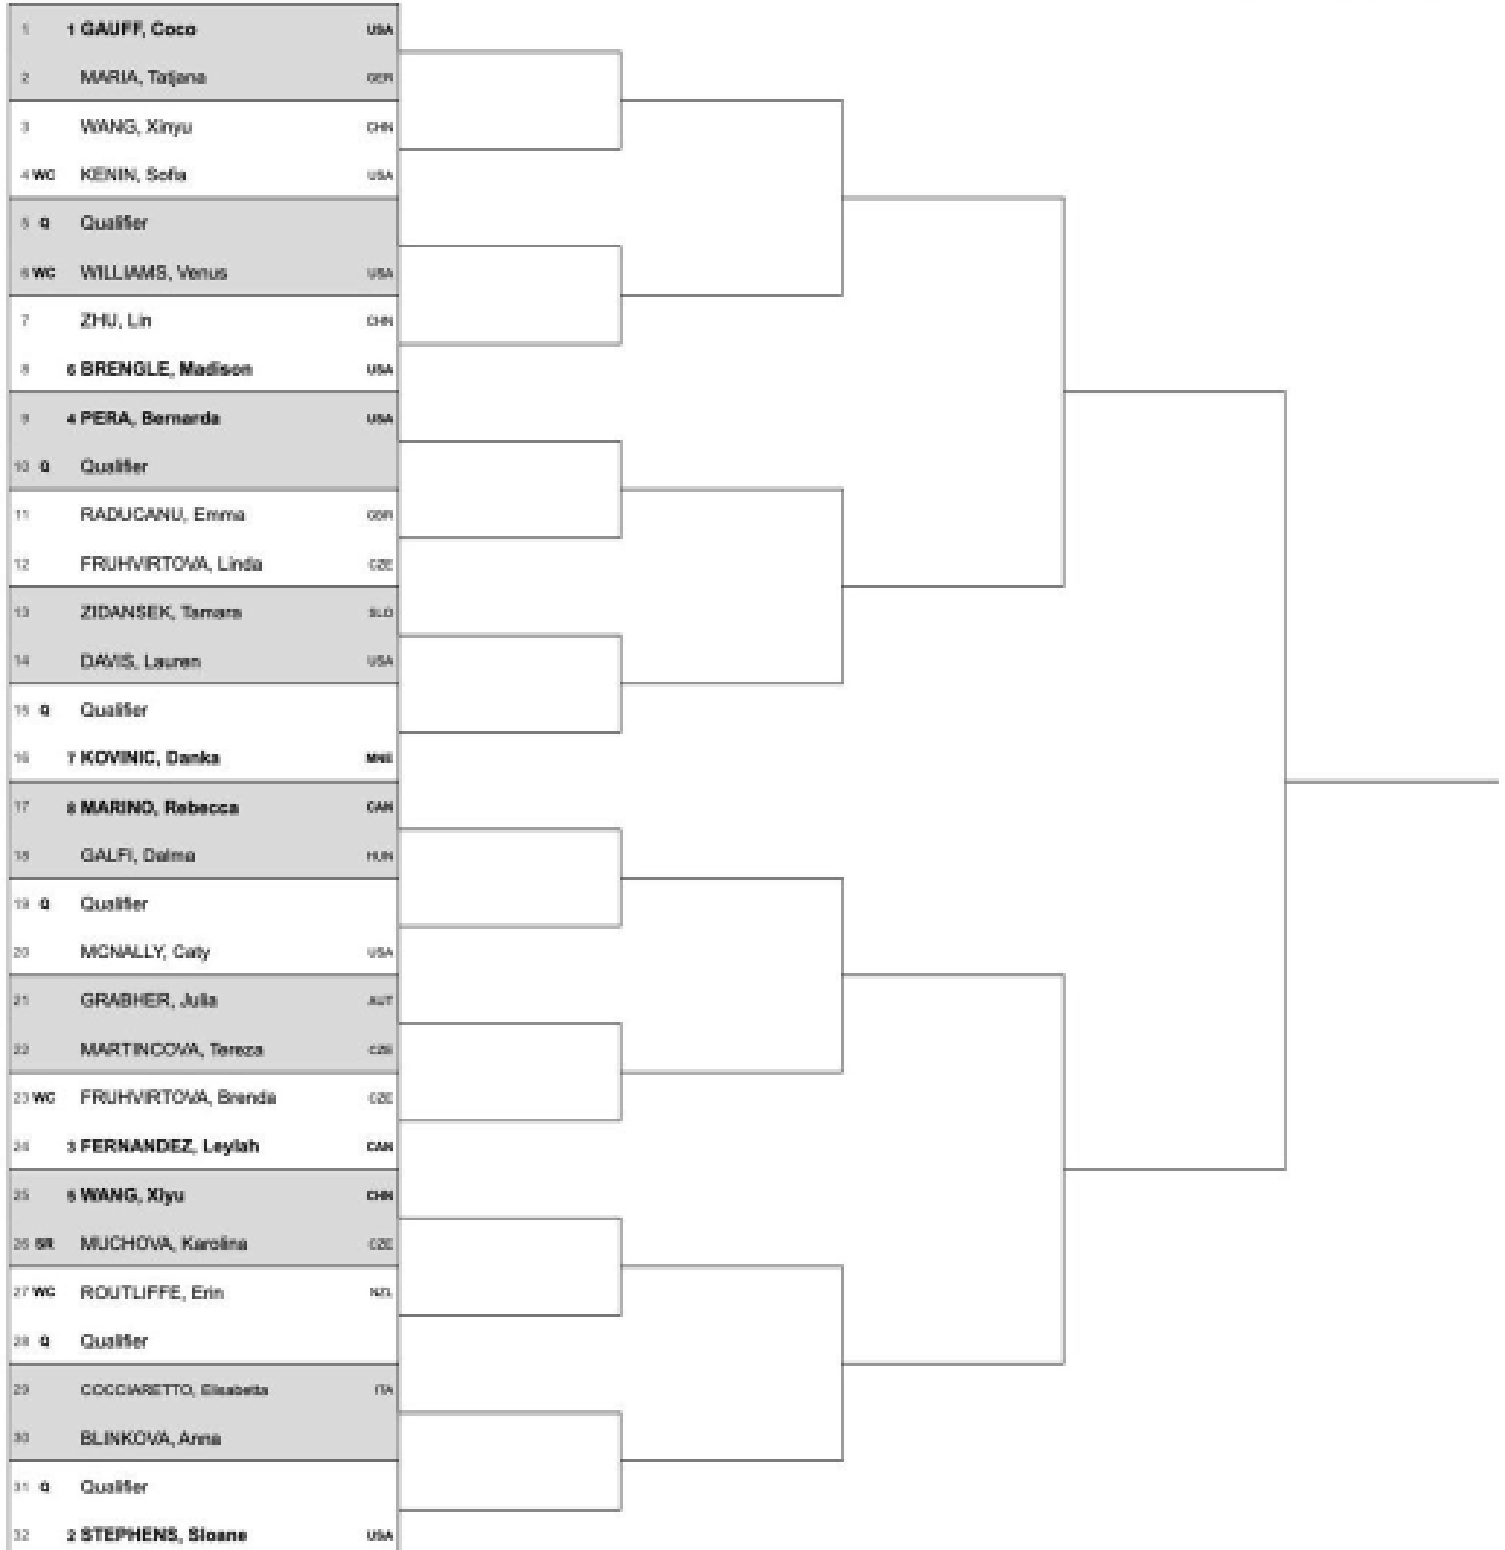 1 1 GAUFF, Coco USA
2 MARIA, Tatjana GER
3 WANG, Xinyu CHN
4 WC KENIN, Sofia USA
5 Q Qualifier
6 WC WILLIAMS, Venus USA
7 ZHU, Lin CHN
8 6 BRENGLE, Madison USA
9 4 PERA, Bernarda USA
10 Q Qualifier
11 RADUCANU, Emma GBR
12 FRUHVIRTOVA, Linda CZE
13 ZIDANSEK, Tamara SLO
14 DAVIS, Lauren USA
15 Q Qualifier
16 7 KOVINIC, Danka MNE
17 8 MARINO, Rebecca CAN
18 GALFI, Dalma HUN
19 Q Qualifier
20 MCNALLY, Caty USA
21 GRABHER, Julia AUT
22 MARTINCOVA, Tereza CZE
23 WC FRUHVIRTOVA, Brenda CZE
24 3 FERNANDEZ, Leylah CAN
25 5 WANG, Xiyu CHN
26 SR MUCHOVA, Karolina CZE
27 WC ROUTLIFFE, Erin NZL
28 Q Qualifier
29 COCCIARETTO, Elisabetta ITA
30 BLINKOVA, Anna
31 Q Qualifier
32 2 STEPHENS, Sloane USA